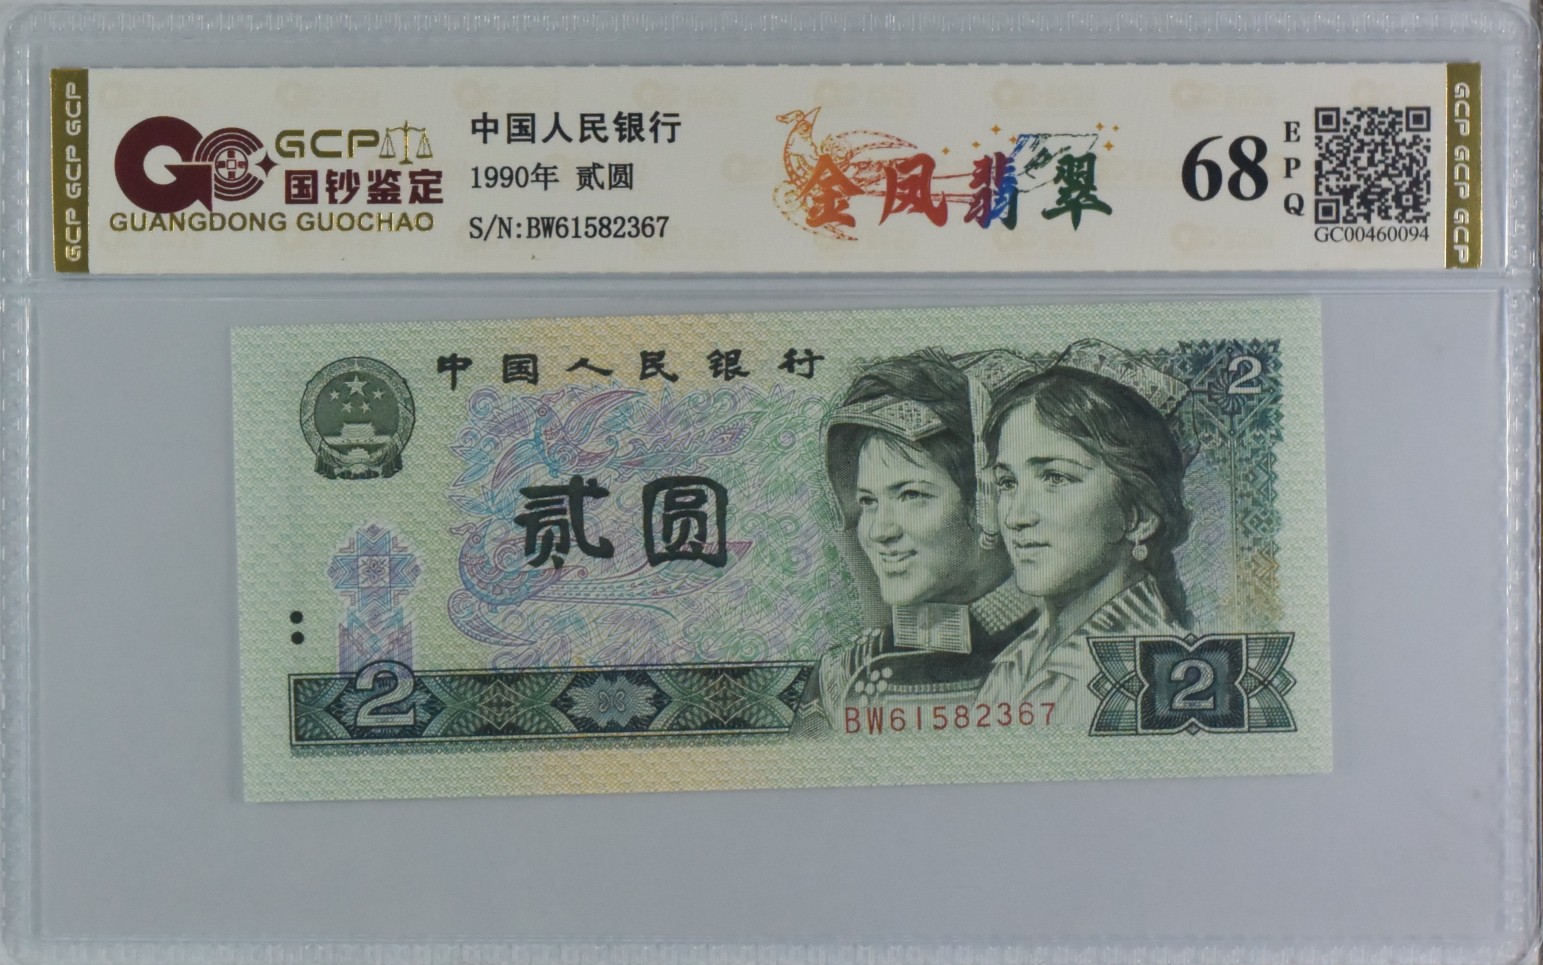 GCP GCP GCP
GCP
国钞鉴定
GUANGDONG GUOCHAO
中国人民银行
1990年 贰圆
S/N:BW61582367
金凤翡翠
68
EPQ
GC00460094
GCP GCP GCP
中国人民银行
2
贰圆
2
BW61582367
2